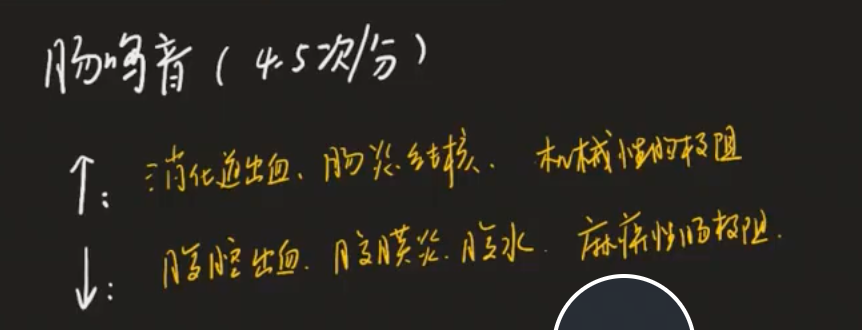 肠鸣音（4-5次/分）
↑：消化道出血、肠炎结核、机械性肠梗阻
↓：腹腔出血、腹膜炎、腹水、麻痹性肠梗阻.